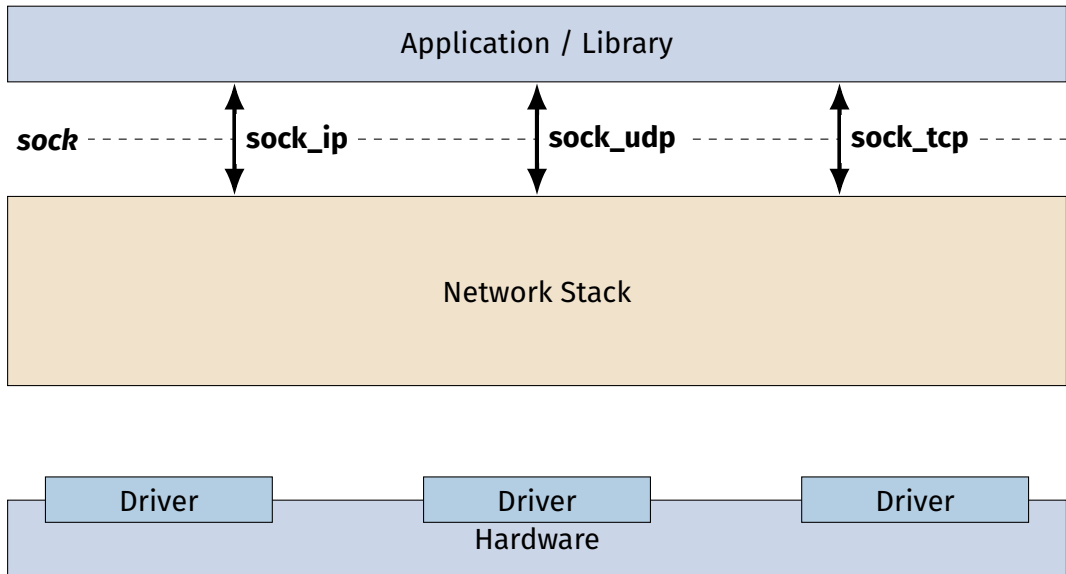 Application / Library
sock sock_ip sock_udp sock_tcp
Network Stack
Driver Driver Driver
Hardware